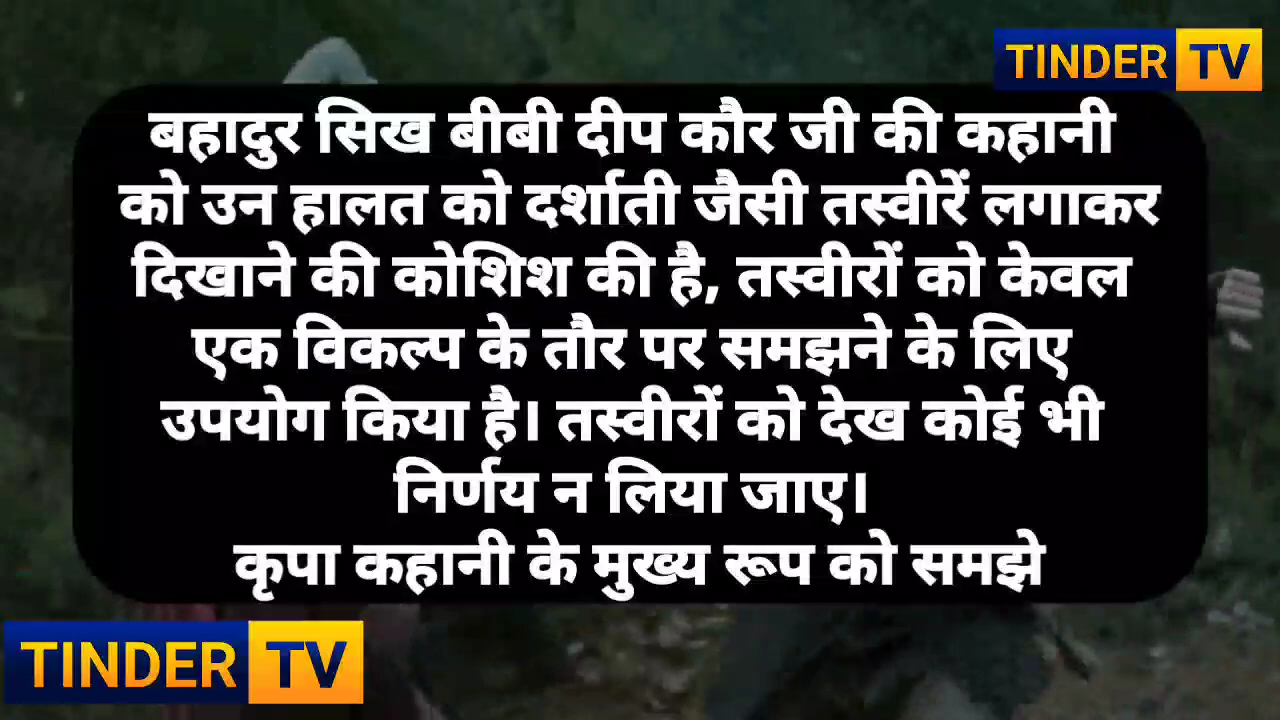 TINDER TV
बहादुर सिख बीबी दीप कौर जी की कहानी
को उन हालत को दर्शाती जैसी तस्वीरें लगाकर
दिखाने की कोशिश की है, तस्वीरों को केवल
एक विकल्प के तौर पर समझने के लिए
उपयोग किया है। तस्वीरों को देख कोई भी
निर्णय न लिया जाए।
कृपा कहानी के मुख्य रूप को समझे
TINDER TV